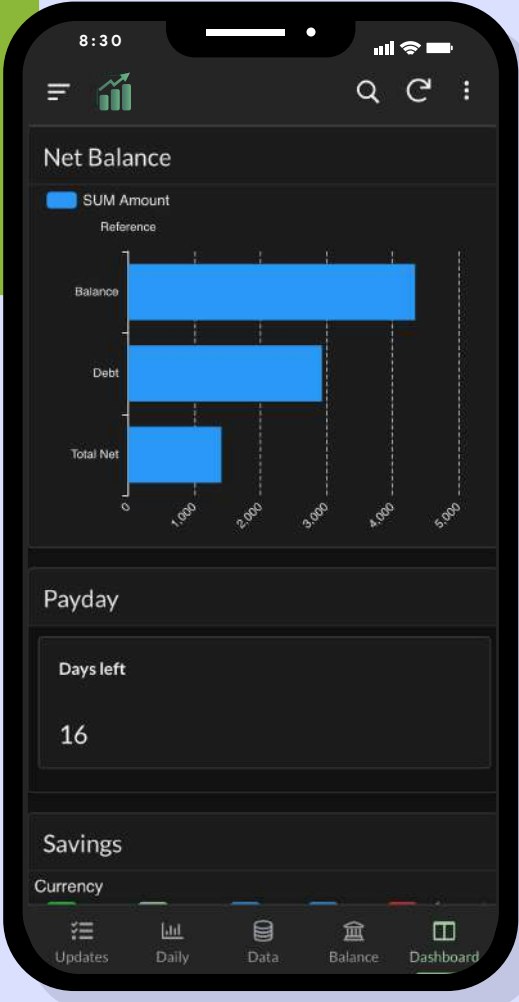 8:30
Net Balance
SUM Amount
Reference
Balance
Debt
Total Net
0 1,000 2,000 3,000 4,000 5,000
Payday
Days left
16
Savings
Currency
Updates Daily Data Balance Dashboard